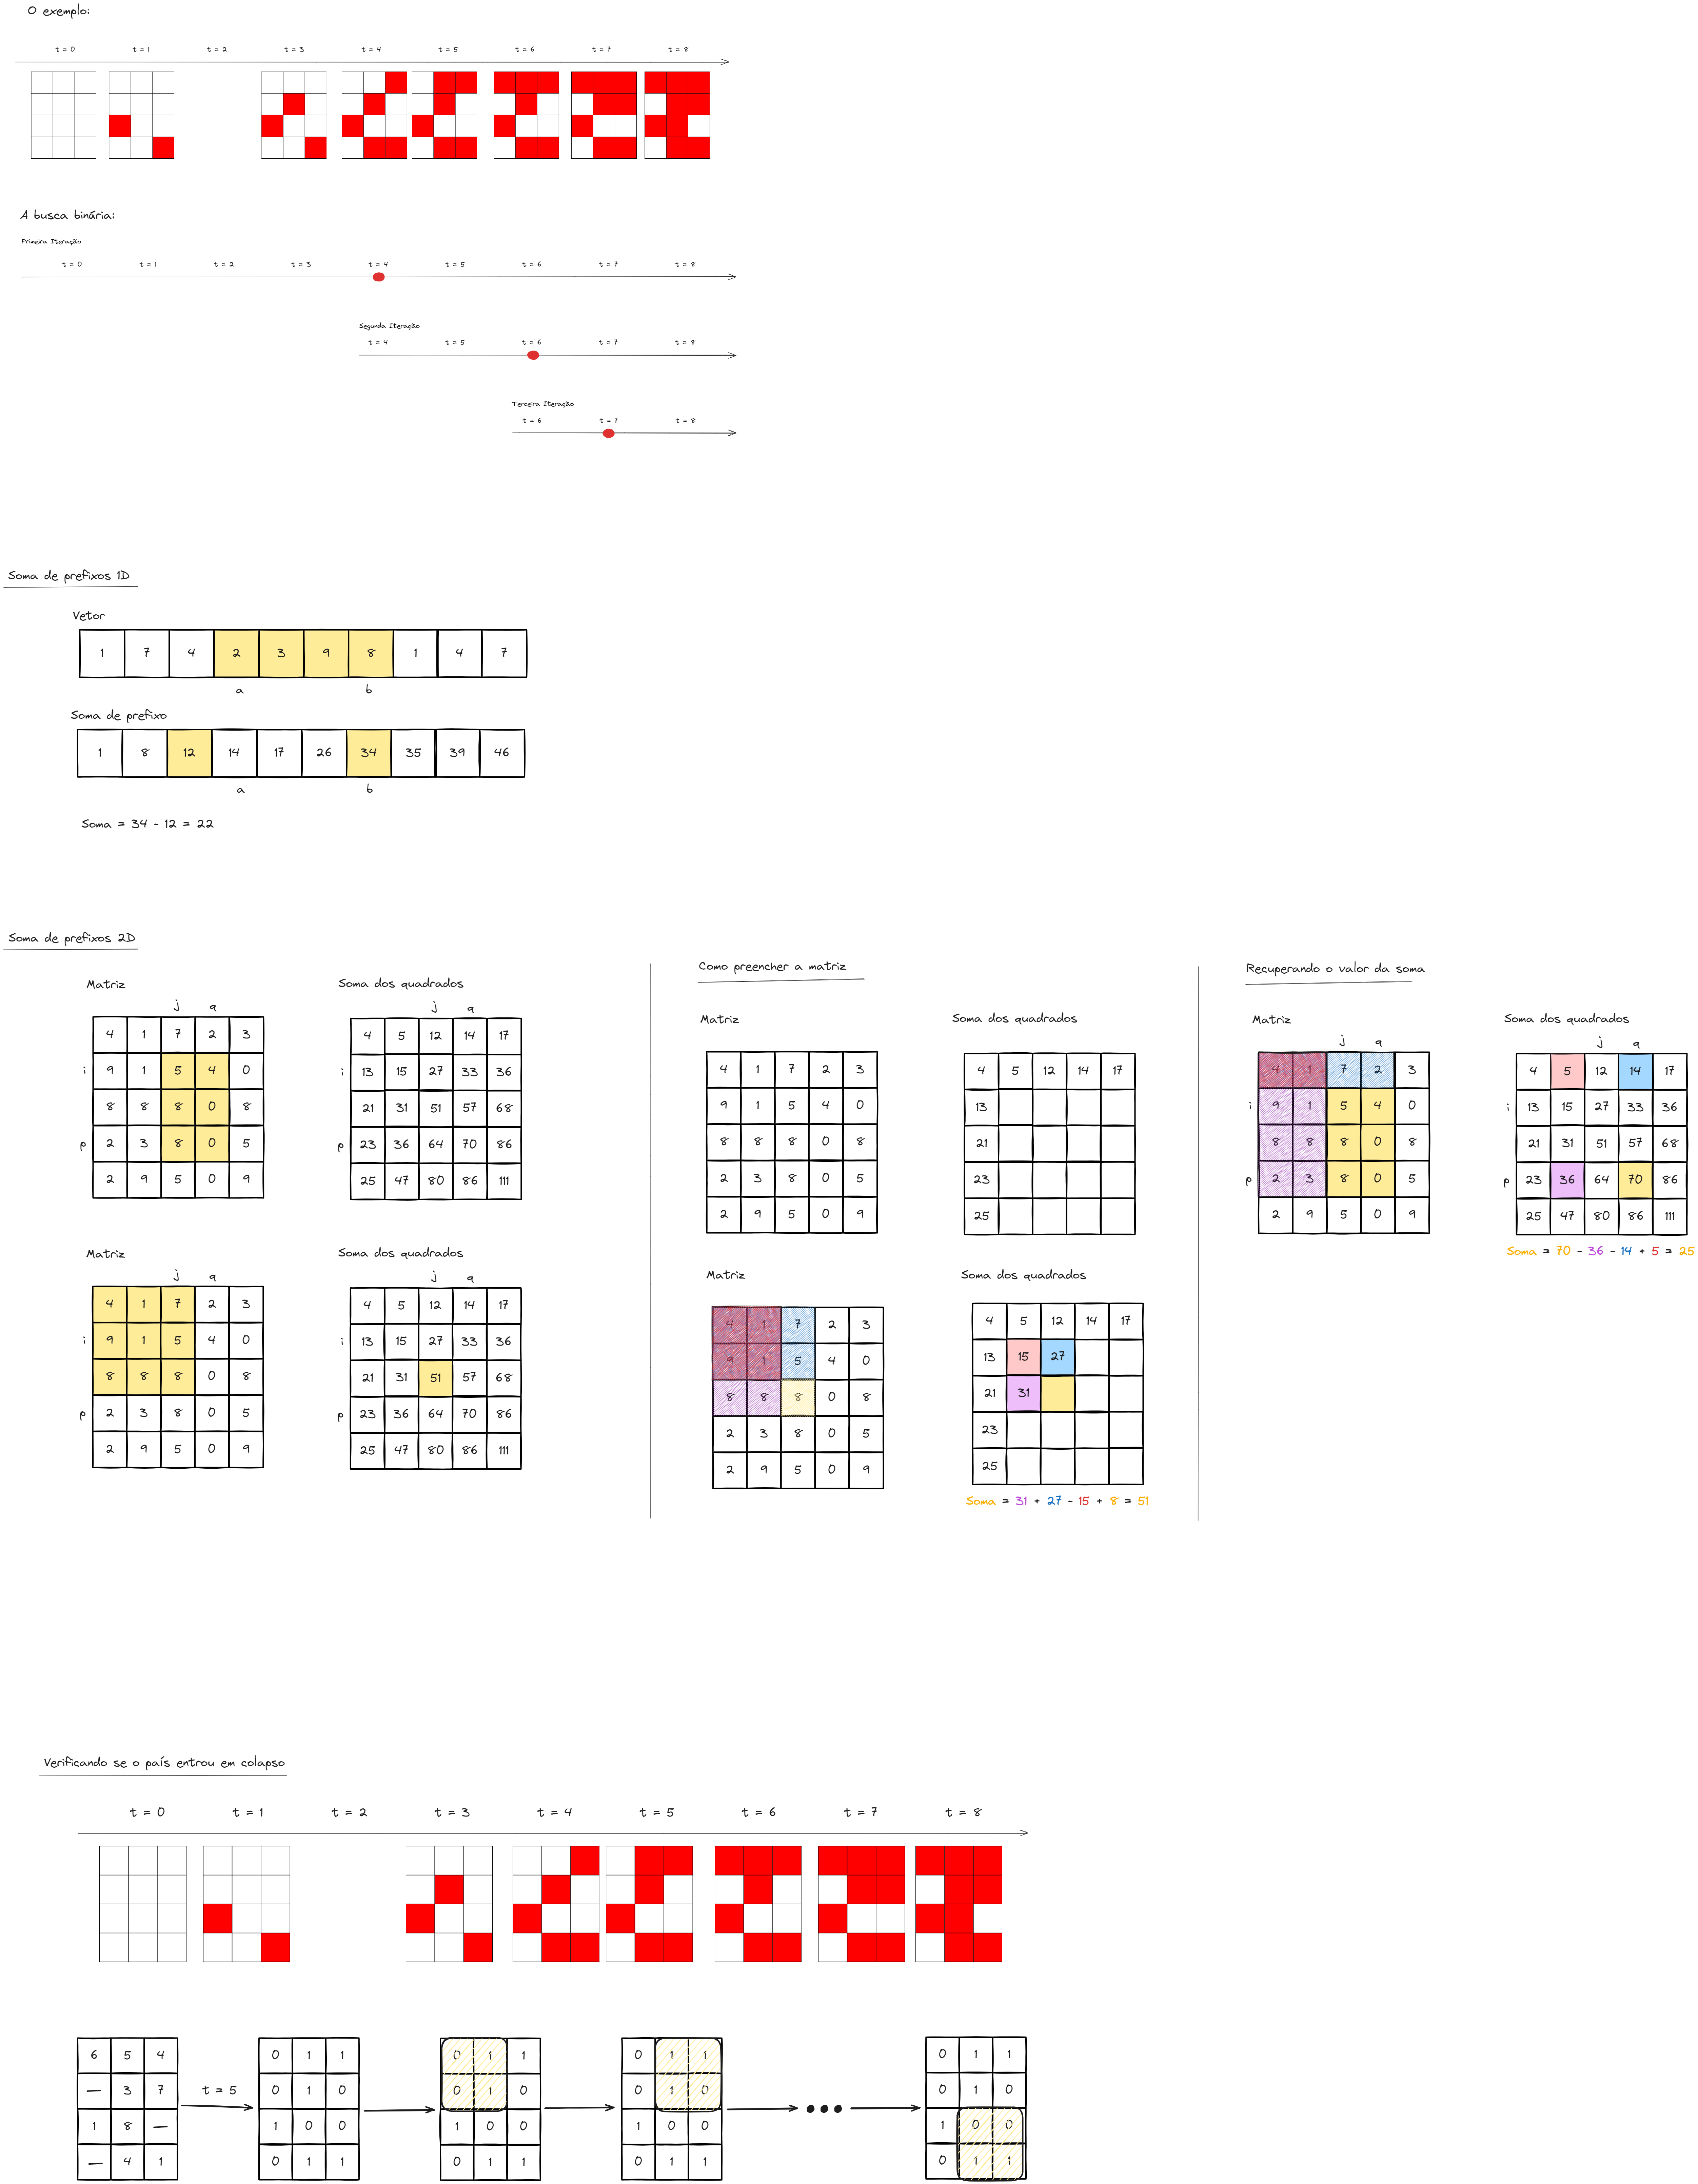 O exemplo:
t = 0 t = 1 t = 2 t = 3 t = 4 t = 5 t = 6 t = 7 t = 8
A busca binária:
Primeira Iteração
t = 0 t = 1 t = 2 t = 3 t = 4 t = 5 t = 6 t = 7 t = 8
Segunda Iteração
t = 4 t = 5 t = 6 t = 7 t = 8
Terceira Iteração
t = 6 t = 7 t = 8
Soma de prefixos 1D
Vetor
1 7 4 2 3 9 8 1 4 7
a b
Soma de prefixo
1 8 12 14 17 26 34 35 39 46
a b
Soma = 34 - 12 = 22
Soma de prefixos 2D
Matriz
j q
4 1 7 2 3
i 9 1 5 4 0
8 8 8 0 8
p 2 3 8 0 5
2 9 5 0 9
Soma dos quadrados
j q
4 5 12 14 17
i 13 15 27 33 36
21 31 51 57 68
p 23 36 64 70 86
25 47 80 86 111
Matriz
j q
4 1 7 2 3
i 9 1 5 4 0
8 8 8 0 8
p 2 3 8 0 5
2 9 5 0 9
Soma dos quadrados
j q
4 5 12 14 17
i 13 15 27 33 36
21 31 51 57 68
p 23 36 64 70 86
25 47 80 86 111
Como preencher a matriz
Matriz
4 1 7 2 3
9 1 5 4 0
8 8 8 0 8
2 3 8 0 5
2 9 5 0 9
Soma dos quadrados
4 5 12 14 17
13
21
23
25
Matriz
4 1 7 2 3
9 1 5 4 0
8 8 8 0 8
2 3 8 0 5
2 9 5 0 9
Soma dos quadrados
4 5 12 14 17
13 15 27
21 31
23
25
Soma = 31 + 27 - 15 + 8 = 51
Recuperando o valor da soma
Matriz
j q
4 1 7 2 3
i 9 1 5 4 0
8 8 8 0 8
p 2 3 8 0 5
2 9 5 0 9
Soma dos quadrados
j q
4 5 12 14 17
i 13 15 27 33 36
21 31 51 57 68
p 23 36 64 70 86
25 47 80 86 111
Soma = 70 - 36 - 14 + 5 = 25
Verificando se o país entrou em colapso
t = 0 t = 1 t = 2 t = 3 t = 4 t = 5 t = 6 t = 7 t = 8
6 5 4
— 3 7
1 8 —
— 4 1
t = 5
0 1 1
0 1 0
1 0 0
0 1 1
0 1 1
0 1 0
1 0 0
0 1 1
0 1 1
0 1 0
1 0 0
0 1 1
•••
0 1 1
0 1 0
1 0 0
0 1 1